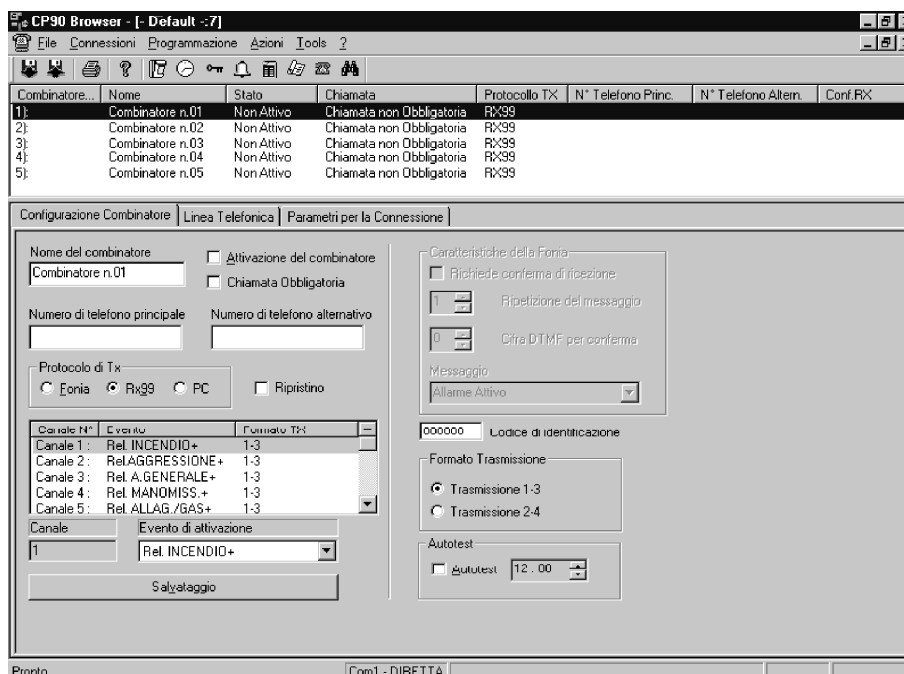 CP90 Browser - [- Default -:7]
File Connessioni Programmazione Azioni Tools ?
Combinatore... Nome Stato Chiamata Protocollo TX N° Telefono Princ. N° Telefono Altern. Conf.RX
1): Combinatore n.01 Non Attivo Chiamata non Obbligatoria RX99
2): Combinatore n.02 Non Attivo Chiamata non Obbligatoria RX99
3): Combinatore n.03 Non Attivo Chiamata non Obbligatoria RX99
4): Combinatore n.04 Non Attivo Chiamata non Obbligatoria RX99
5): Combinatore n.05 Non Attivo Chiamata non Obbligatoria RX99
Configurazione Combinatore Linea Telefonica Parametri per la Connessione
Nome del combinatore
Combinatore n.01
Attivazione del combinatore
Chiamata Obbligatoria
Numero di telefono principale Numero di telefono alternativo
Protocolo di Tx
Fonia Rx99 PC Ripristino
Canale N° Evento Formato TX
Canale 1 : Rel. INCENDIO+ 1-3
Canale 2 : Rel.AGGRESSIONE+ 1-3
Canale 3 : Rel. A.GENERALE+ 1-3
Canale 4 : Rel. MANOMISS.+ 1-3
Canale 5 : Rel. ALLAG./GAS+ 1-3
Canale Evento di attivazione
1 Rel. INCENDIO+
Salvataggio
Caratteristiche della Fonia
Richiede conferma di ricezione
1 Ripetizione del messaggio
0 Cifra DTMF per conferma
Messaggio
Allarme Attivo
000000 Codice di identificazione
Formato Trasmissione
Trasmissione 1-3
Trasmissione 2-4
Autotest
Autotest 12 . 00
Pronto Com1 - DIRETTA